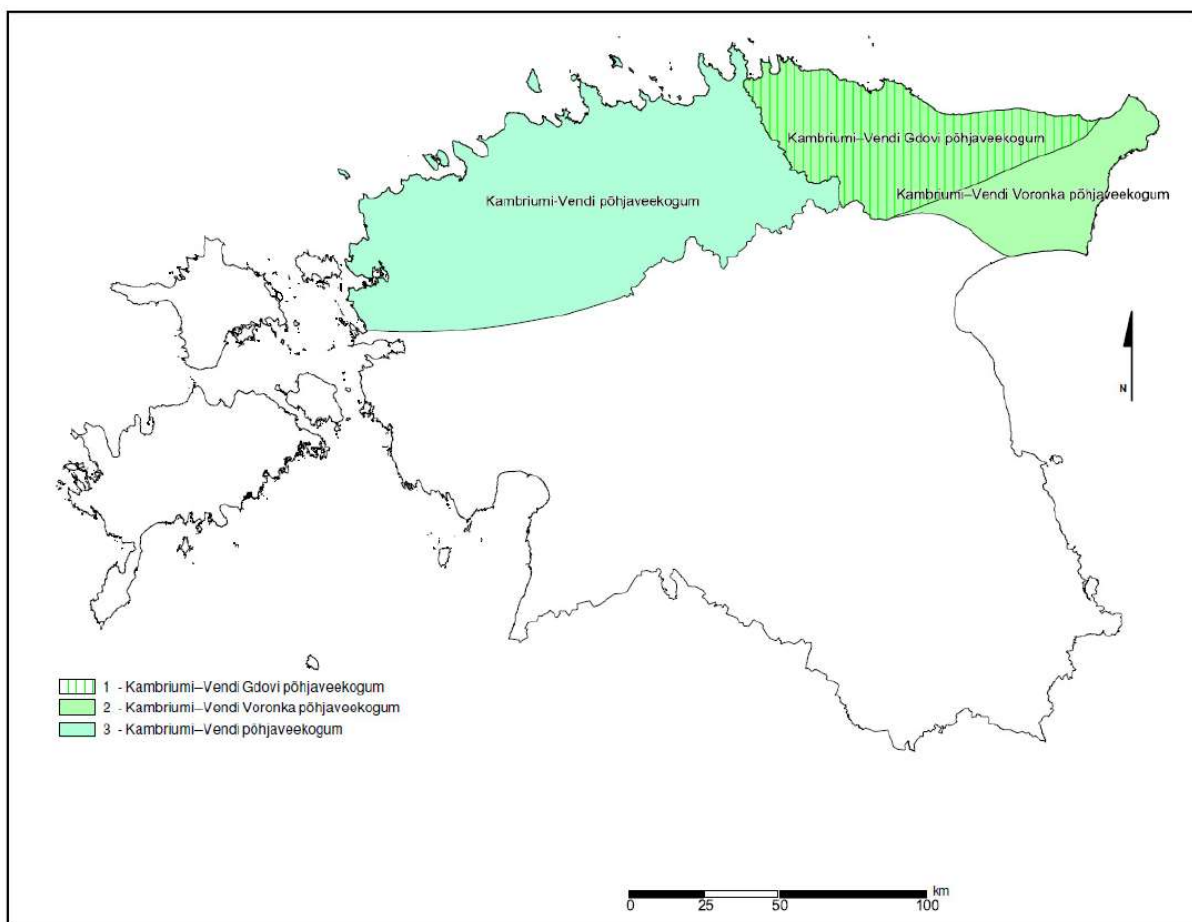 Kambriumi–Vendi Gdovi põhjaveekogum
Kambriumi–Vendi Voronka põhjaveekogum
Kambriumi-Vendi põhjaveekogum
N
1 - Kambriumi–Vendi Gdovi põhjaveekogum
2 - Kambriumi–Vendi Voronka põhjaveekogum
3 - Kambriumi–Vendi põhjaveekogum
km
0 25 50 100